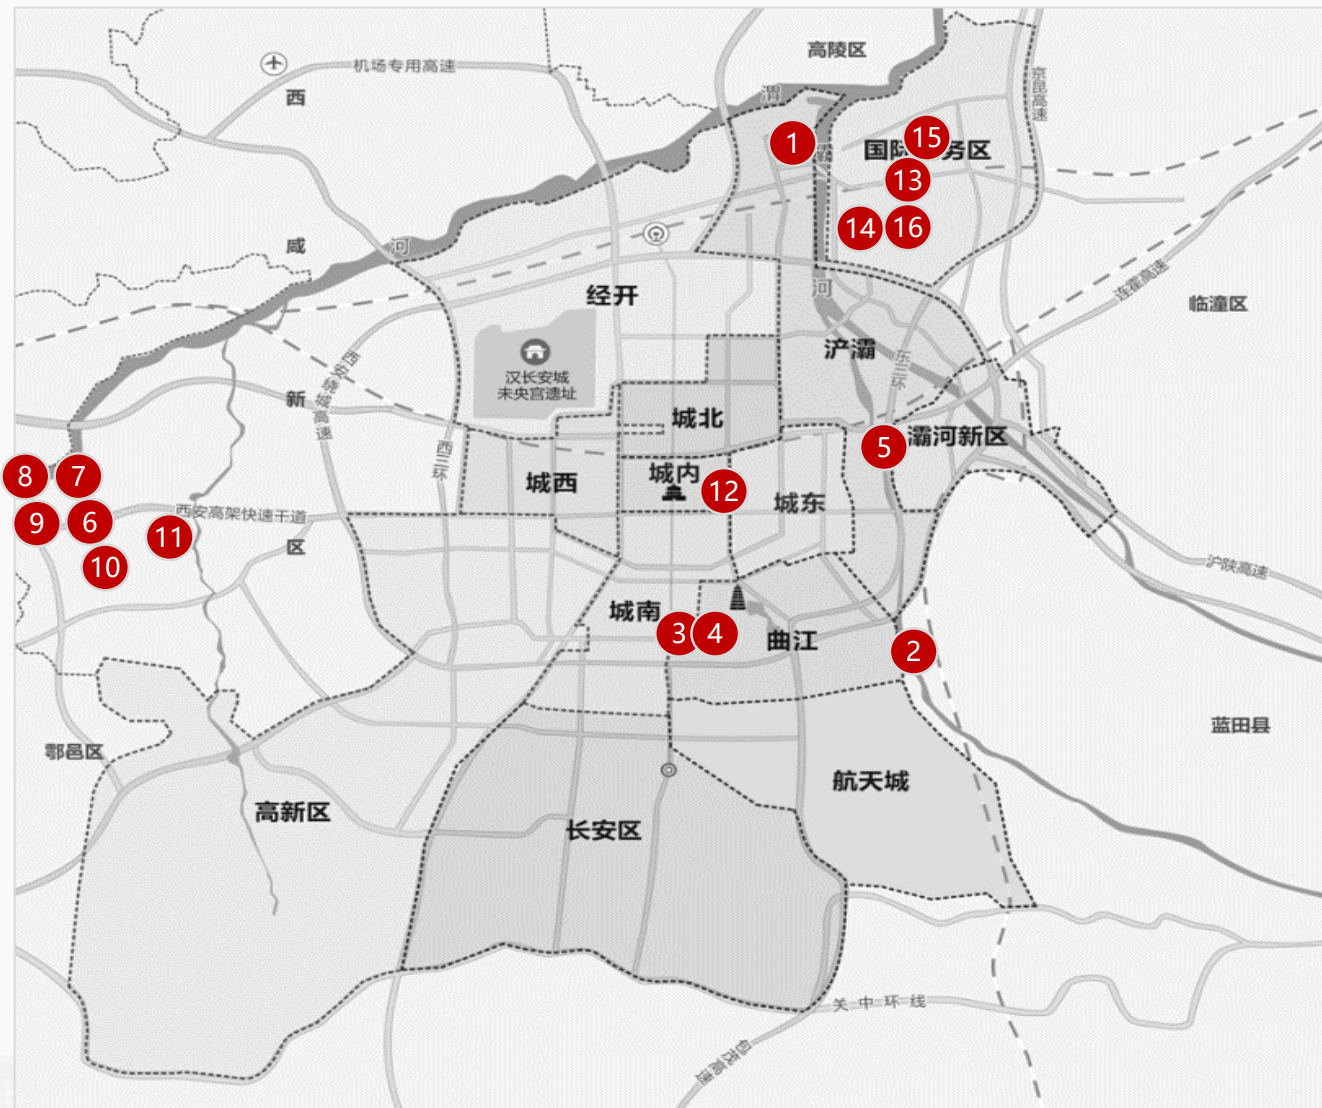 高陵区
机场专用高速
京昆高速
西
渭
1
15
灞
国际
务区
13
14
16
咸
河
河
连霍高速
临潼区
经开
浐灞
东三环
西安绕城高速
汉长安城
未央宫遗址
新
城北
西三环
5
灞河新区
8
7
城西
城内
12
城东
9
6
西安高架快速干道
11
区
10
沪陕高速
城南
3
4
曲江
2
鄠邑区
蓝田县
高新区
航天城
长安区
关中环线
包茂高速